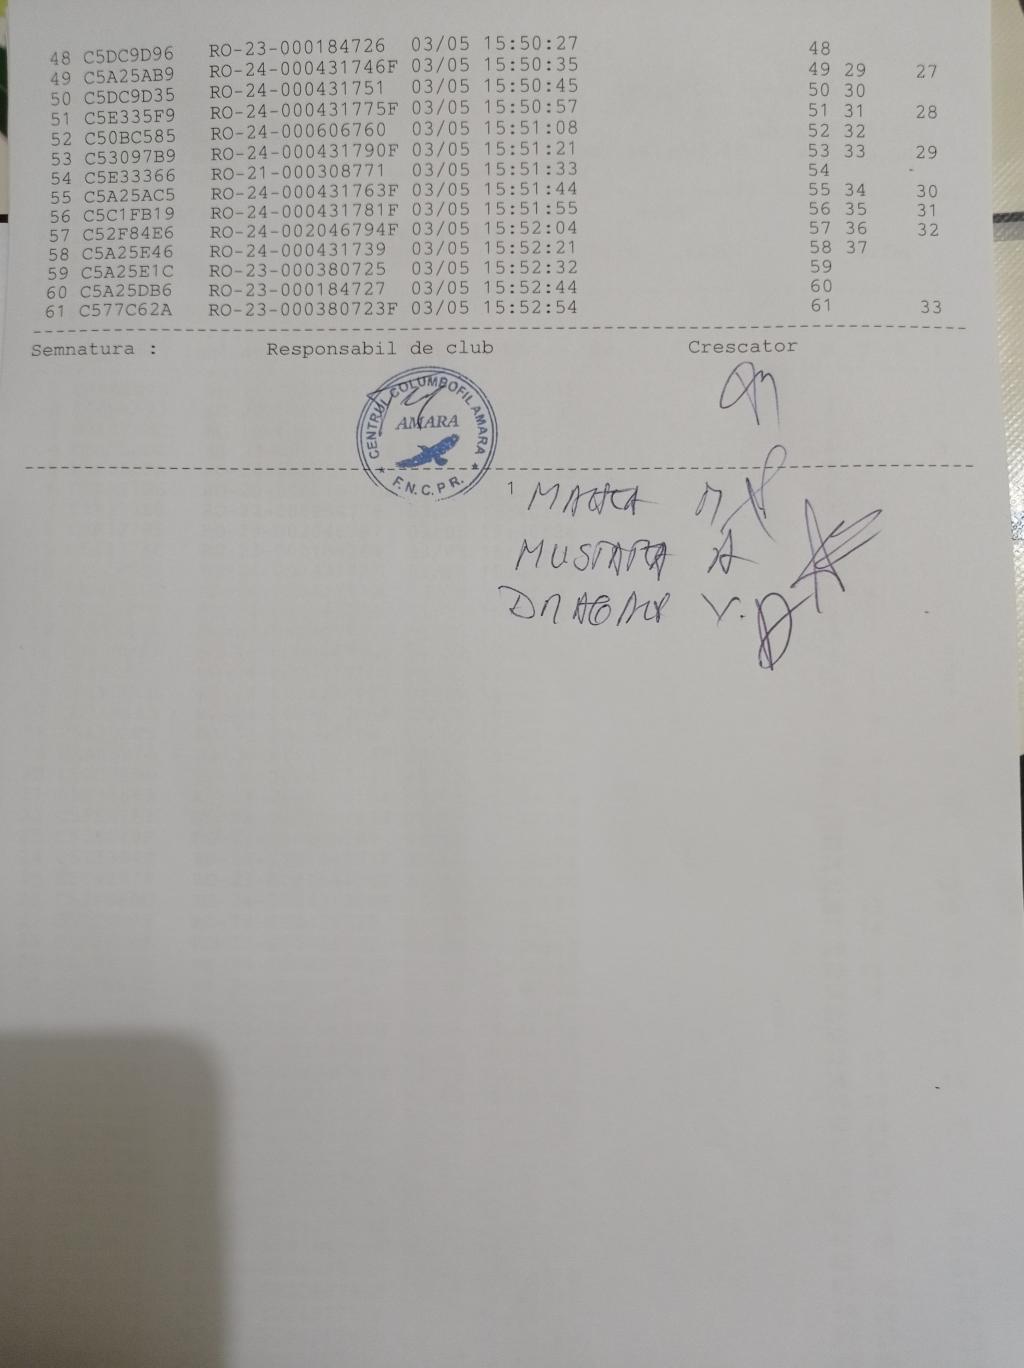 48 C5DC9D96 RO-23-000184726 03/05 15:50:27 48
49 C5A25AB9 RO-24-000431746F 03/05 15:50:35 49 29 27
50 C5DC9D35 RO-24-000431751 03/05 15:50:45 50 30
51 C5E335F9 RO-24-000431775F 03/05 15:50:57 51 31 28
52 C50BC585 RO-24-000606760 03/05 15:51:08 52 32
53 C53097B9 RO-24-000431790F 03/05 15:51:21 53 33 29
54 C5E33366 RO-21-000308771 03/05 15:51:33 54
55 C5A25AC5 RO-24-000431763F 03/05 15:51:44 55 34 30
56 C5C1FB19 RO-24-000431781F 03/05 15:51:55 56 35 31
57 C52F84E6 RO-24-002046794F 03/05 15:52:04 57 36 32
58 C5A25E46 RO-24-000431739 03/05 15:52:21 58 37
59 C5A25E1C RO-23-000380725 03/05 15:52:32 59
60 C5A25DB6 RO-23-000184727 03/05 15:52:44 60
61 C577C62A RO-23-000380723F 03/05 15:52:54 61 33
Semnatura : Responsabil de club Crescator
CENTRUL COLUMBOFIL AMARA
AMARA
F.N.C.P.R.
1
MUSTAFA A
V.